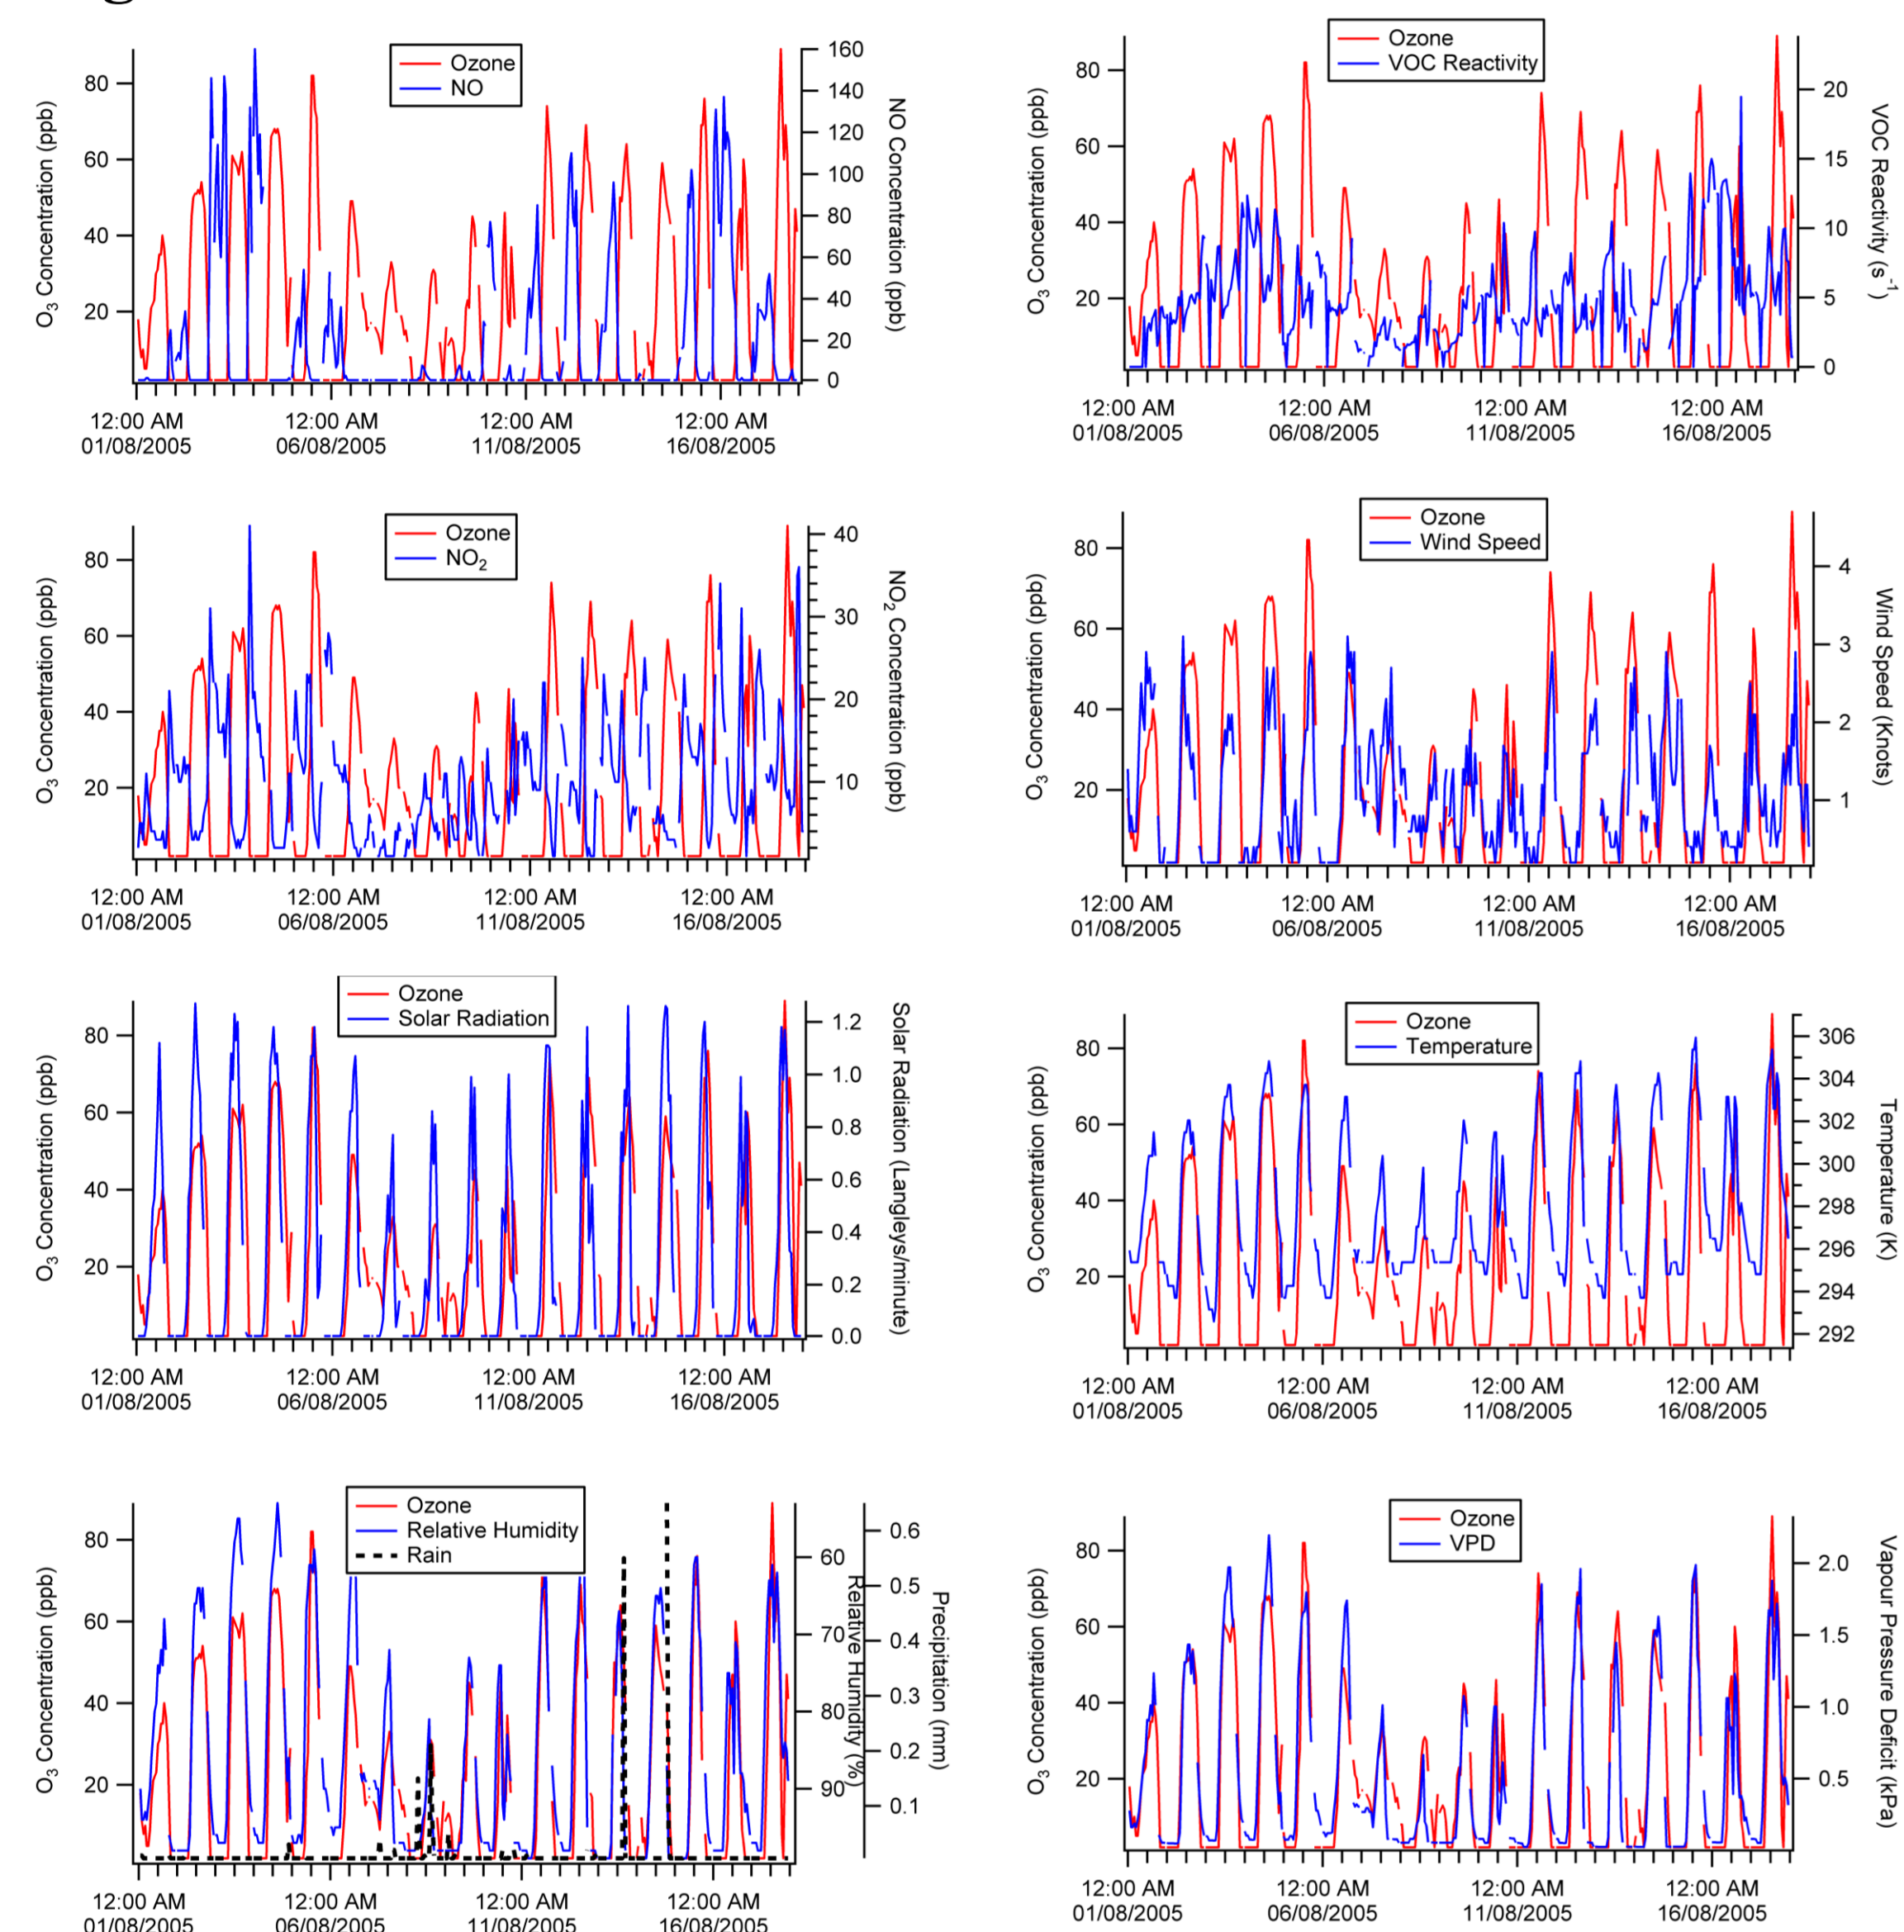 Ozone
NO
O3 Concentration (ppb)
80
60
40
20
160
140
120
100
80
60
40
20
0
NO Concentration (ppb)
12:00 AM 12:00 AM 12:00 AM 12:00 AM
01/08/2005 06/08/2005 11/08/2005 16/08/2005
Ozone
VOC Reactivity
O3 Concentration (ppb)
80
60
40
20
20
15
10
5
0
VOC Reactivity (s-1)
12:00 AM 12:00 AM 12:00 AM 12:00 AM
01/08/2005 06/08/2005 11/08/2005 16/08/2005
Ozone
NO2
O3 Concentration (ppb)
80
60
40
20
40
30
20
10
NO2 Concentration (ppb)
12:00 AM 12:00 AM 12:00 AM 12:00 AM
01/08/2005 06/08/2005 11/08/2005 16/08/2005
Ozone
Wind Speed
O3 Concentration (ppb)
80
60
40
20
4
3
2
1
Wind Speed (Knots)
12:00 AM 12:00 AM 12:00 AM 12:00 AM
01/08/2005 06/08/2005 11/08/2005 16/08/2005
Ozone
Solar Radiation
O3 Concentration (ppb)
80
60
40
20
1.2
1.0
0.8
0.6
0.4
0.2
0.0
Solar Radiation (Langleys/minute)
12:00 AM 12:00 AM 12:00 AM 12:00 AM
01/08/2005 06/08/2005 11/08/2005 16/08/2005
Ozone
Temperature
O3 Concentration (ppb)
80
60
40
20
306
304
302
300
298
296
294
292
Temperature (K)
12:00 AM 12:00 AM 12:00 AM 12:00 AM
01/08/2005 06/08/2005 11/08/2005 16/08/2005
Ozone
Relative Humidity
Rain
O3 Concentration (ppb)
80
60
40
20
60
70
80
90
Relative Humidity (%)
0.6
0.5
0.4
0.3
0.2
0.1
Precipitation (mm)
12:00 AM 12:00 AM 12:00 AM 12:00 AM
01/08/2005 06/08/2005 11/08/2005 16/08/2005
Ozone
VPD
O3 Concentration (ppb)
80
60
40
20
2.0
1.5
1.0
0.5
Vapour Pressure Deficit (kPa)
12:00 AM 12:00 AM 12:00 AM 12:00 AM
01/08/2005 06/08/2005 11/08/2005 16/08/2005